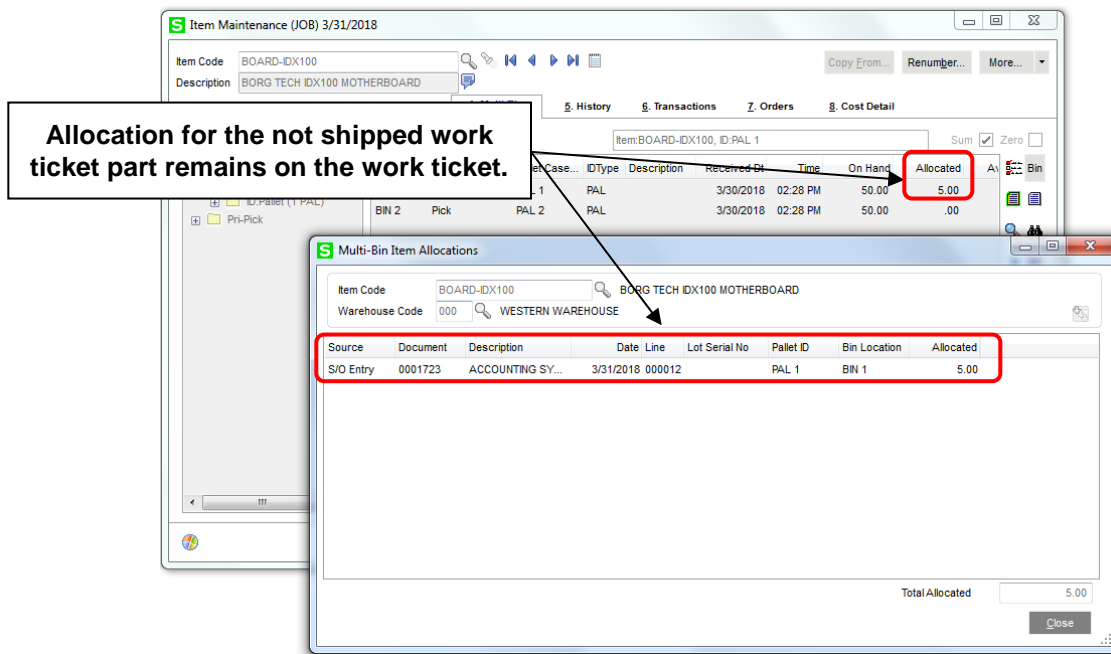 Item Maintenance (JOB) 3/31/2018
Item Code BOARD-IDX100 Copy From... Renumber... More...
Description BORG TECH IDX100 MOTHERBOARD
5. History 6. Transactions 7. Orders 8. Cost Detail
Allocation for the not shipped work
ticket part remains on the work ticket.
Item:BOARD-IDX100, ID:PAL 1 Sum Zero
Case... IDType Description Received Dt Time On Hand Allocated Bin
1 PAL 3/30/2018 02:28 PM 50.00 5.00
ID:Pallet (1 PAL)
BIN 2 Pick PAL 2 PAL 3/30/2018 02:28 PM 50.00 .00
Pri-Pick
Multi-Bin Item Allocations
Item Code BOARD-IDX100 BORG TECH IDX100 MOTHERBOARD
Warehouse Code 000 WESTERN WAREHOUSE
Source Document Description Date Line Lot Serial No Pallet ID Bin Location Allocated
S/O Entry 0001723 ACCOUNTING SY... 3/31/2018 000012 PAL 1 BIN 1 5.00
Total Allocated 5.00
Close